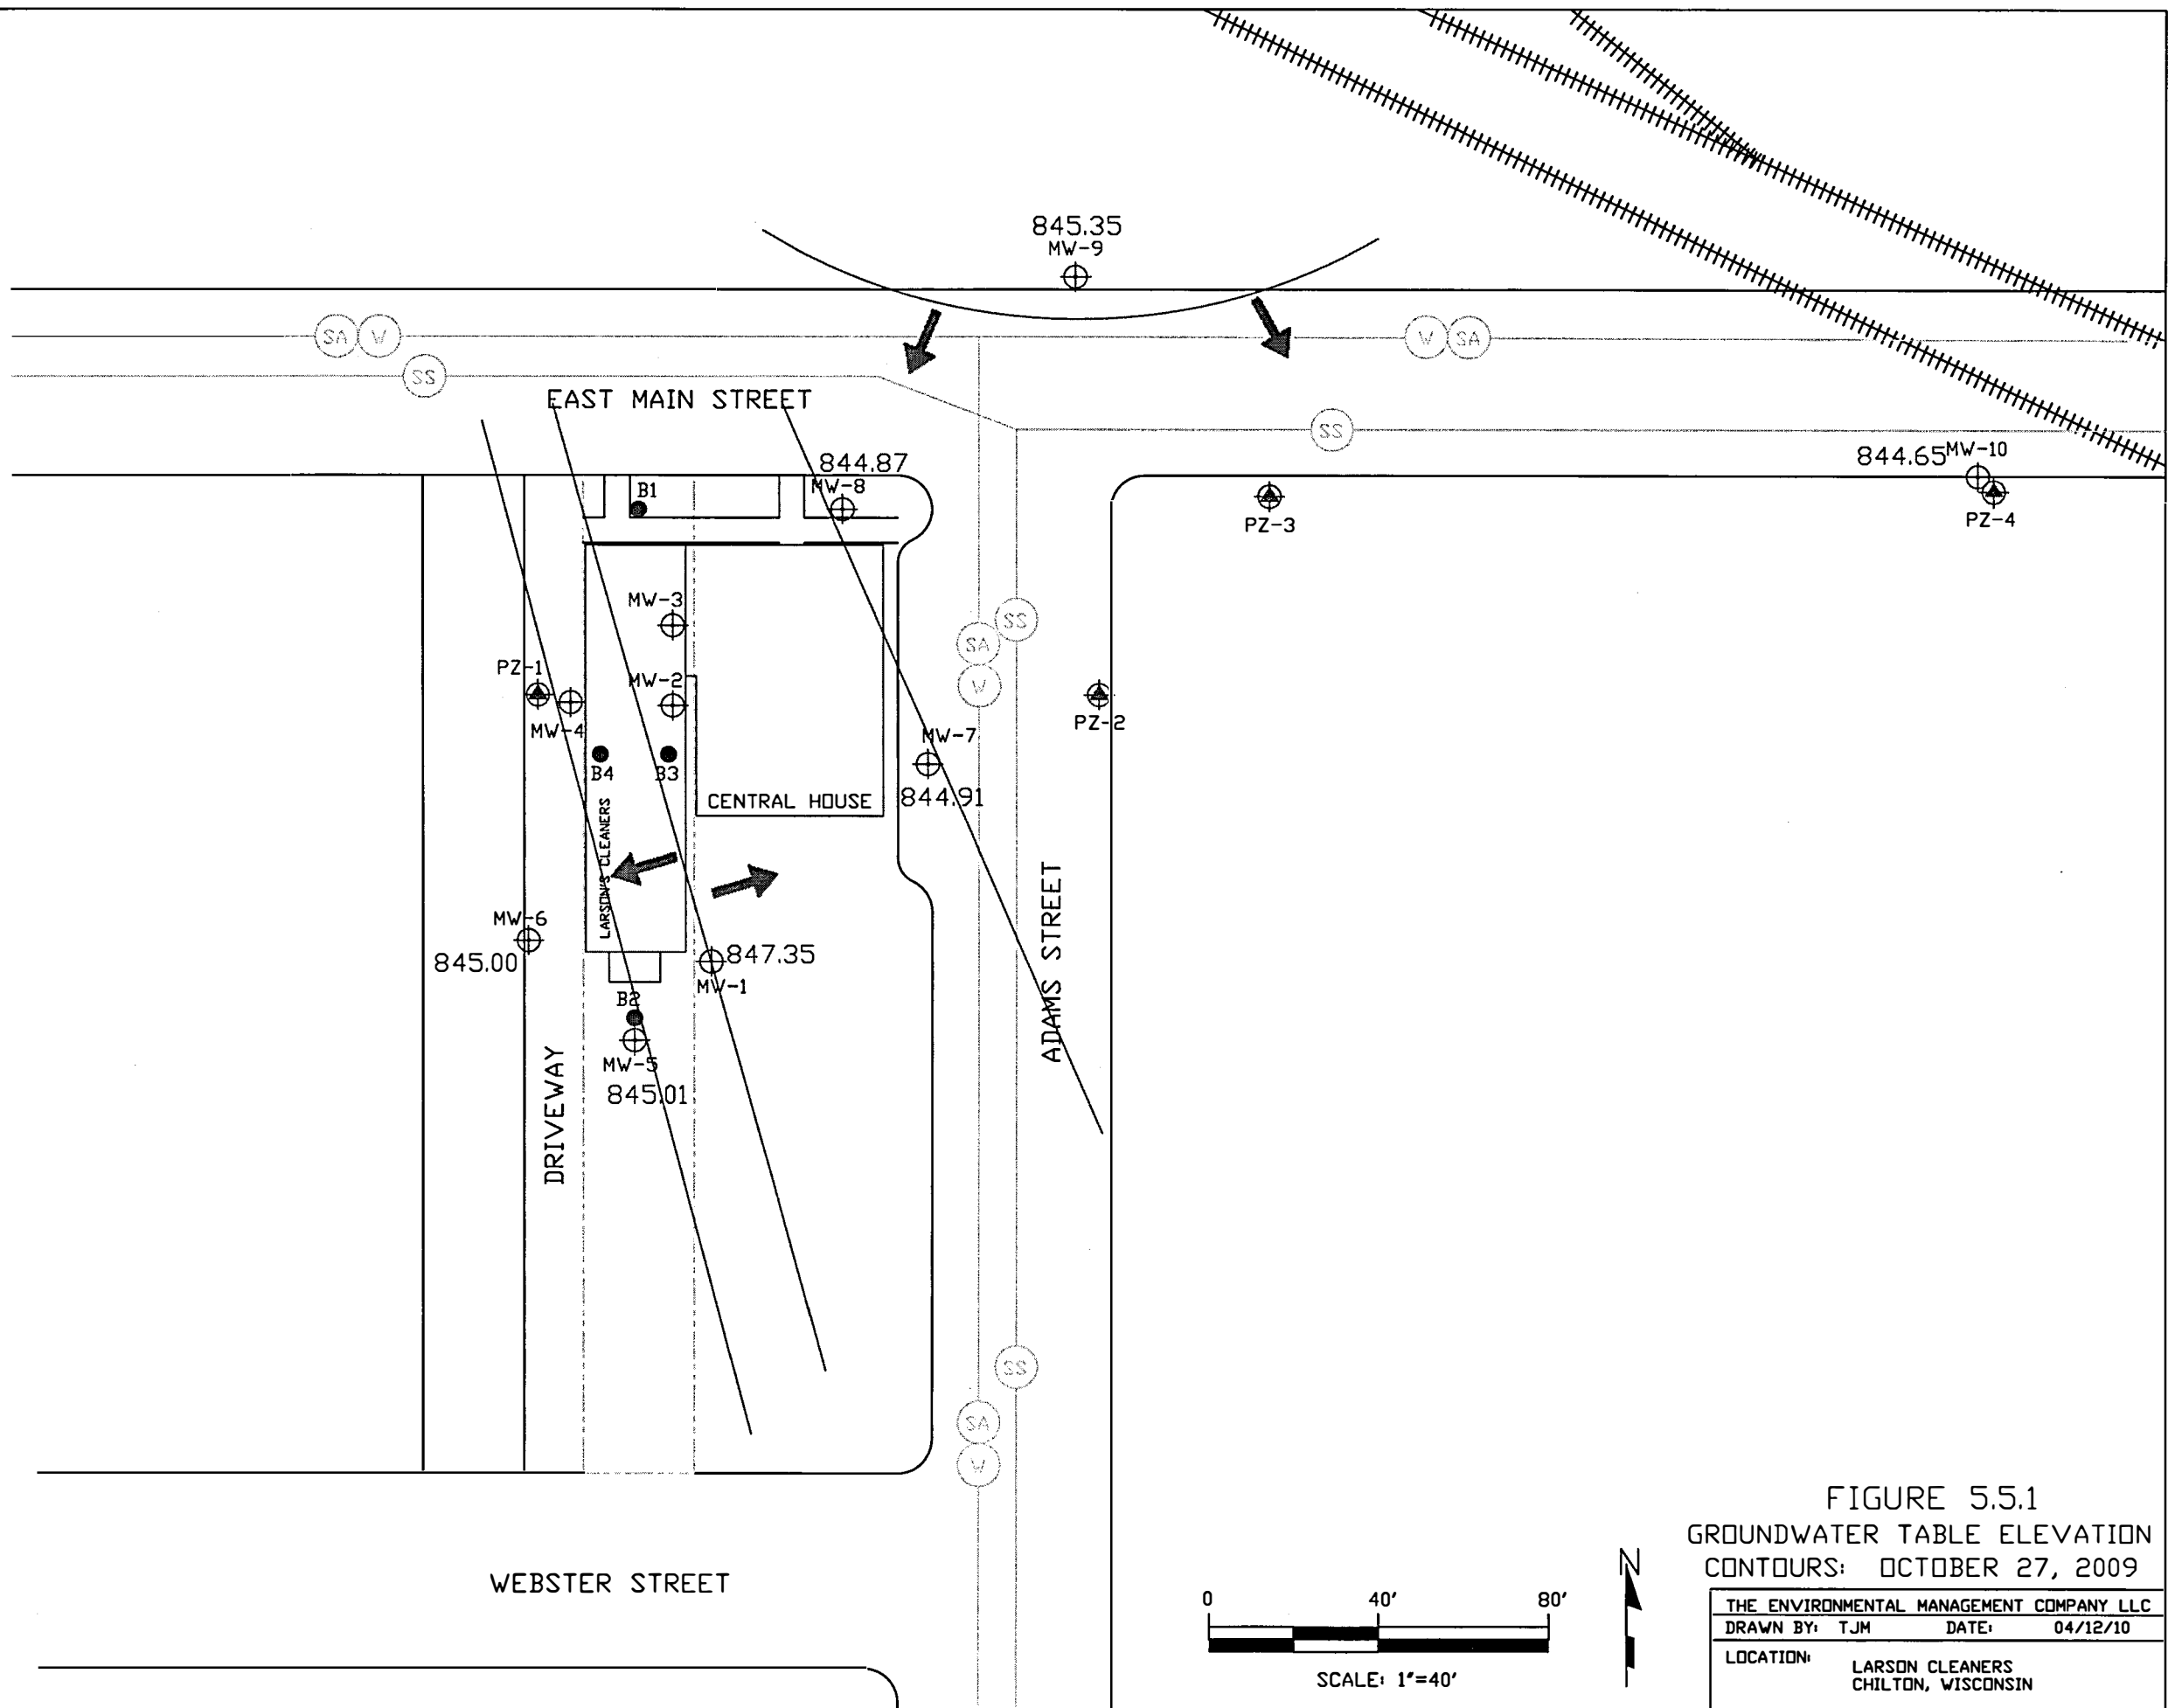 845.35
MW-9
SA W
W SA
SS
EAST MAIN STREET
SS
844.87
MW-8
844.65 MW-10
B1
PZ-3
PZ-4
MW-3
SS
SA
W
PZ-1
MW-2
MW-4
PZ-2
MW-7
B4
B3
CENTRAL HOUSE
844.91
LARSON'S CLEANERS
ADAMS STREET
MW-6
845.00
847.35
MW-1
B2
MW-5
845.01
DRIVEWAY
SS
SA
W
WEBSTER STREET
FIGURE 5.5.1
GROUNDWATER TABLE ELEVATION
CONTOURS: OCTOBER 27, 2009
N
0 40' 80'
SCALE: 1"=40'
THE ENVIRONMENTAL MANAGEMENT COMPANY LLC
DRAWN BY: TJM DATE: 04/12/10
LOCATION: LARSON CLEANERS
CHILTON, WISCONSIN